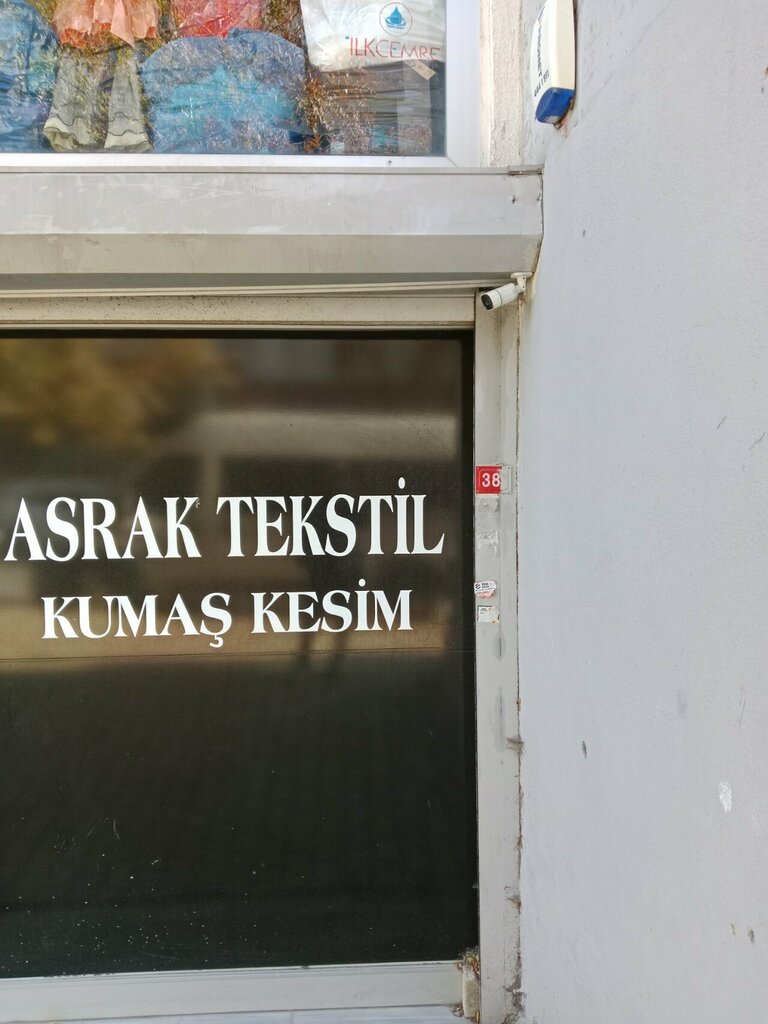 İLKCEMRE
38
ASRAK TEKSTİL
KUMAŞ KESİM